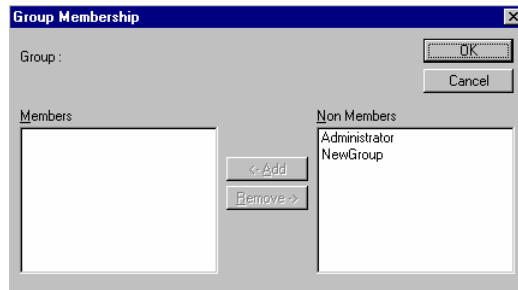 Group Membership
Group :
OK
Cancel
Members
Non Members
Administrator
NewGroup
<- Add
Remove ->